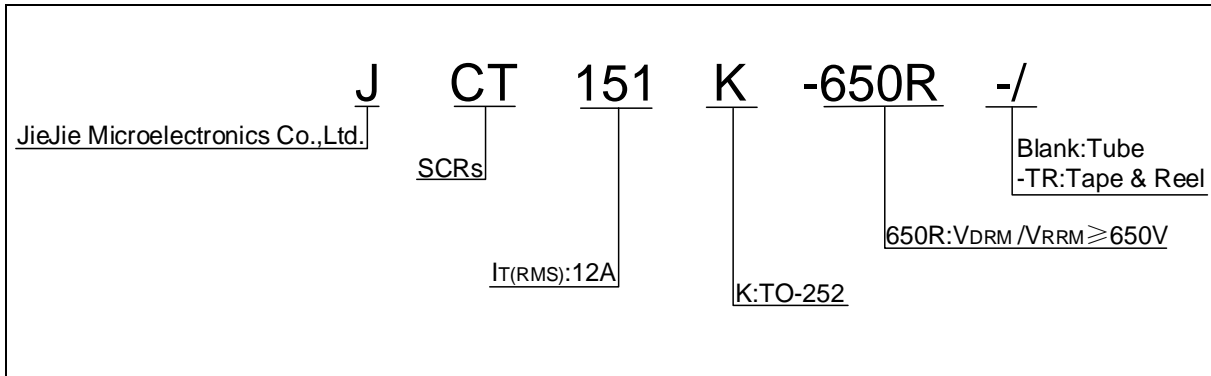 J CT 151 K -650R -/
JieJie Microelectronics Co.,Ltd.
SCRs
Blank:Tube
-TR:Tape & Reel
650R:VDRM /VRRM≥650V
IT(RMS):12A
K:TO-252